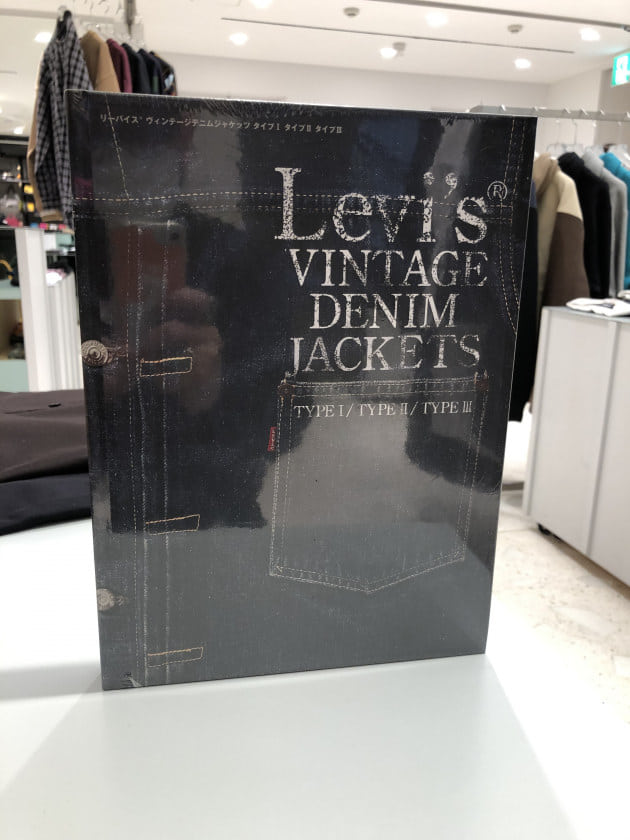 リーバイス® ヴィンテージデニムジャケッツ タイプⅠ タイプⅡ タイプⅢ
Levi's®
VINTAGE
DENIM
JACKETS
TYPE Ⅰ / TYPE Ⅱ / TYPE Ⅲ